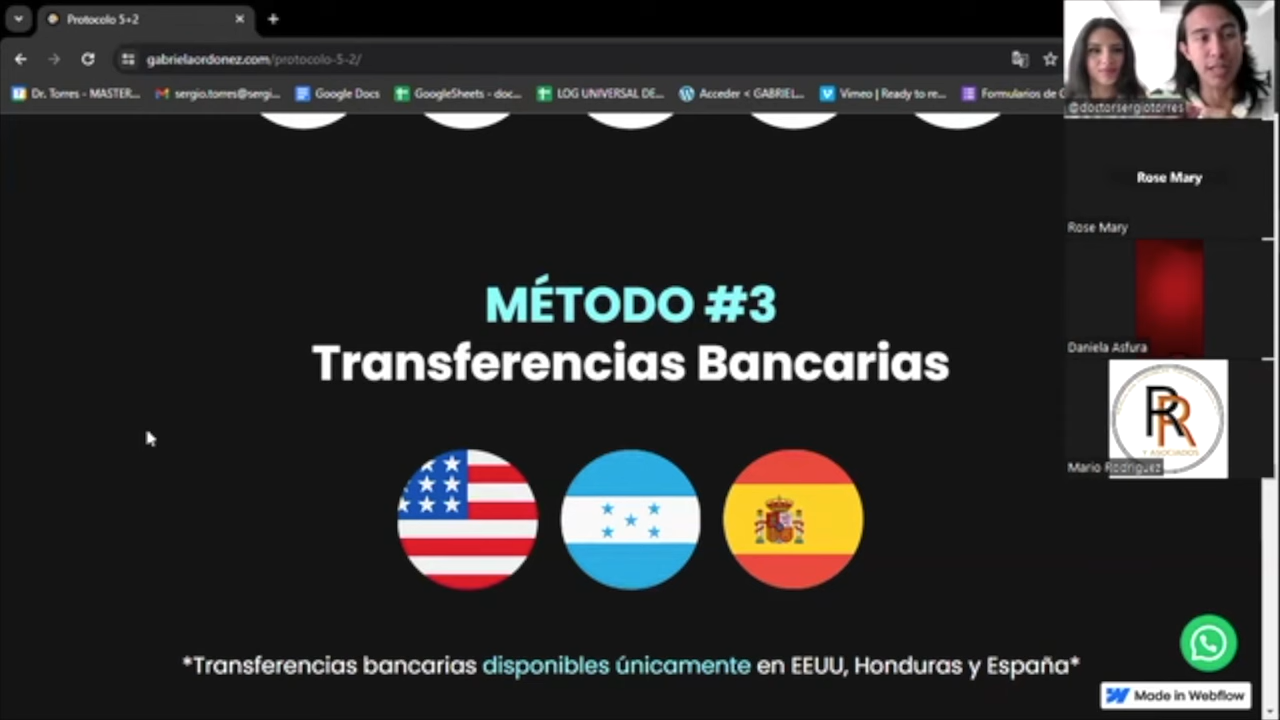 Protocolo 5+2
gabrielaordonez.com/protocolo-5-2/
Dr. Torres - MASTER...
sergio.torres@sergi...
Google Docs
GoogleSheets - doc...
LOG UNIVERSAL DE...
Acceder < GABRIEL...
Vimeo | Ready to re...
Formularios de G
@doctorsergiotorres
Rose Mary
Rose Mary
Daniela Asfura
RR
Y ASOCIADOS
Mario Rodriguez
MÉTODO #3
Transferencias Bancarias
*Transferencias bancarias disponibles únicamente en EEUU, Honduras y España*
Made in Webflow